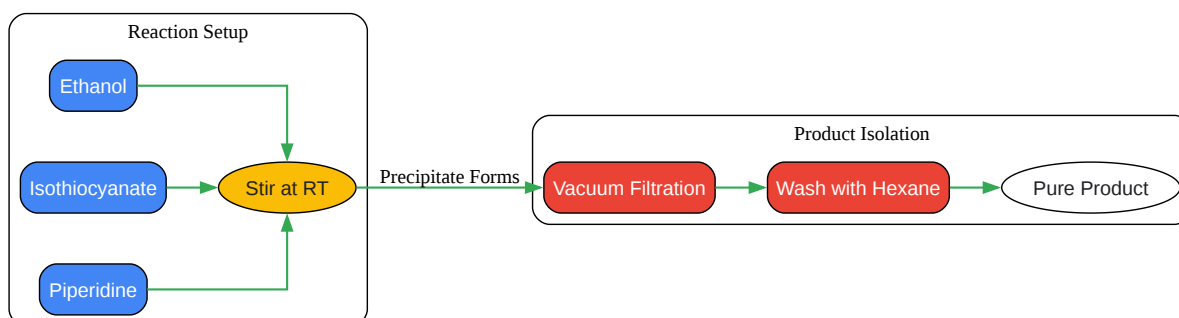 Reaction Setup
Ethanol
Isothiocyanate
Piperidine
Stir at RT
Precipitate Forms
Product Isolation
Vacuum Filtration
Wash with Hexane
Pure Product